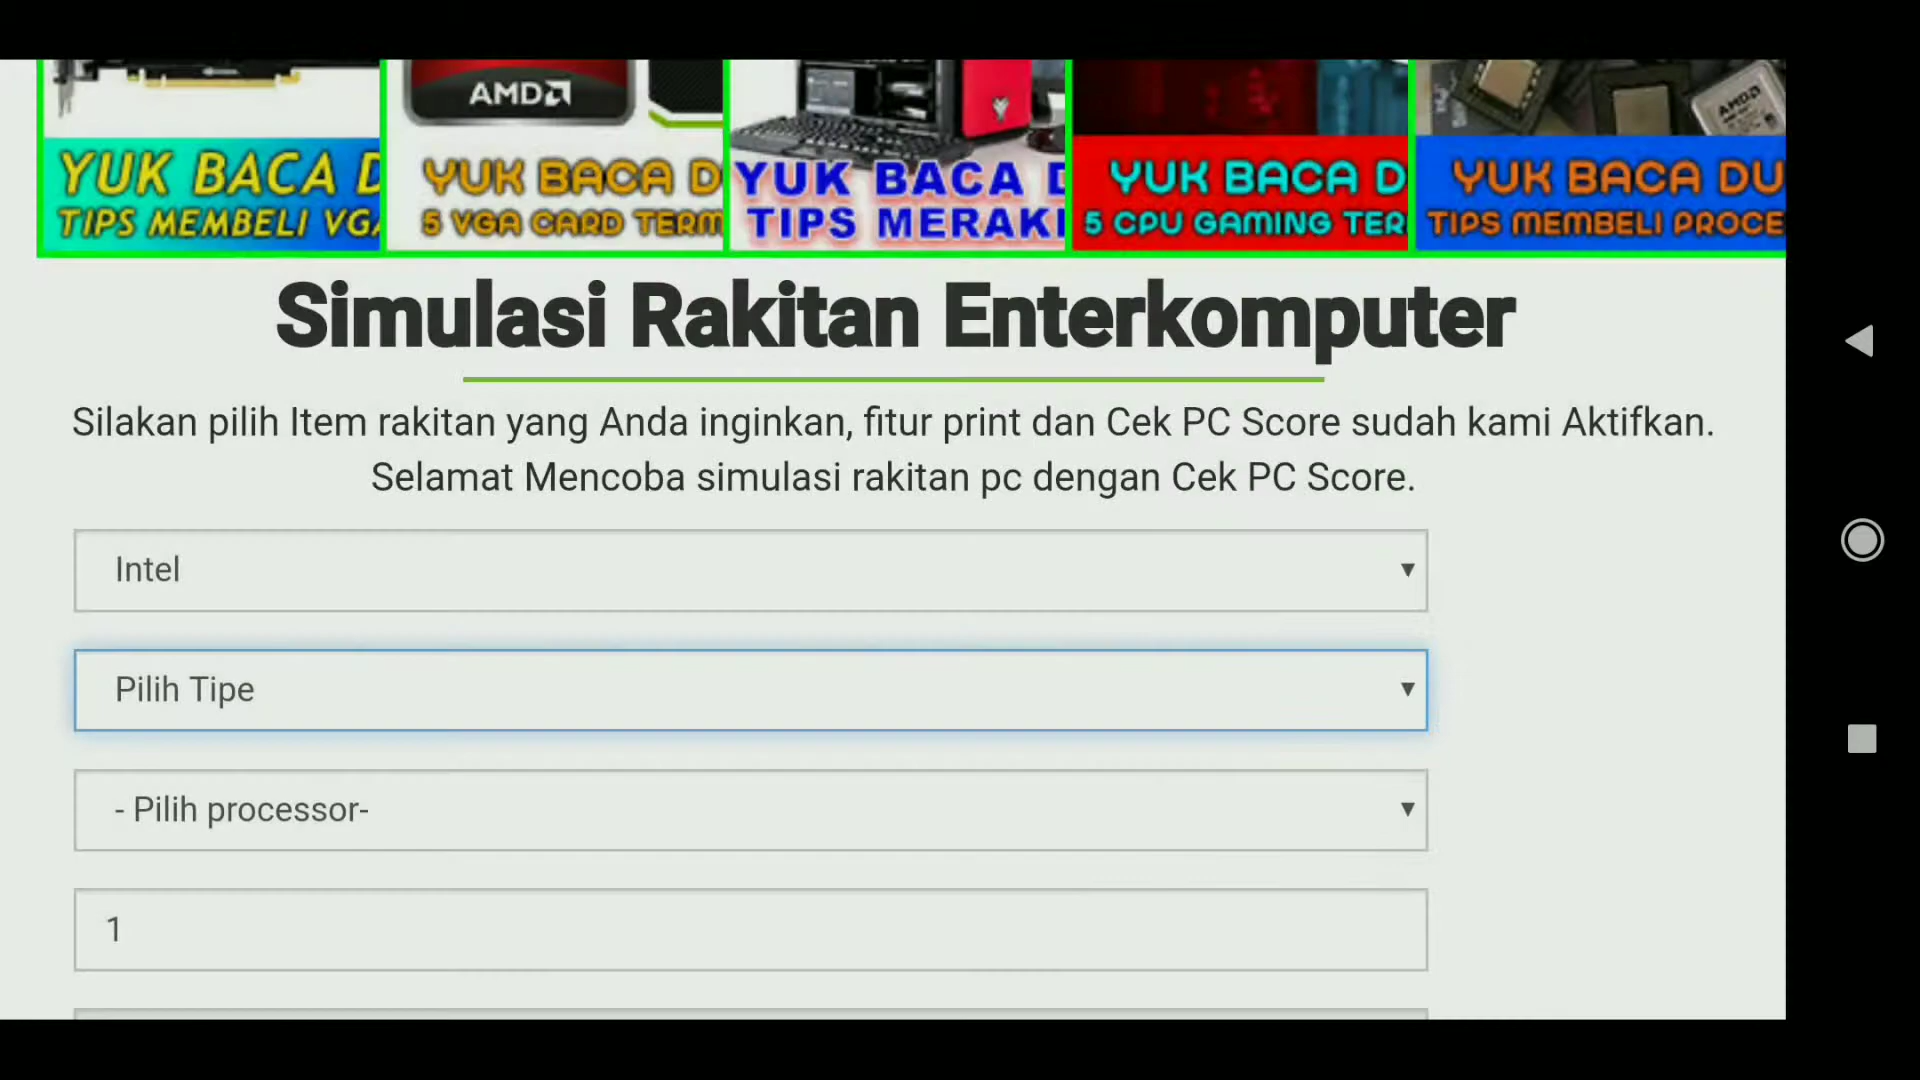 AMD
AMD
YUK BACA D
TIPS MEMBELI VGA
YUK BACA D
5 VGA CARD TERM
YUK BACA D
TIPS MERAKI
YUK BACA D
5 CPU GAMING TER
YUK BACA DU
TIPS MEMBELI PROCE
Simulasi Rakitan Enterkomputer
Silakan pilih Item rakitan yang Anda inginkan, fitur print dan Cek PC Score sudah kami Aktifkan.
Selamat Mencoba simulasi rakitan pc dengan Cek PC Score.
Intel
Pilih Tipe
- Pilih processor-
1